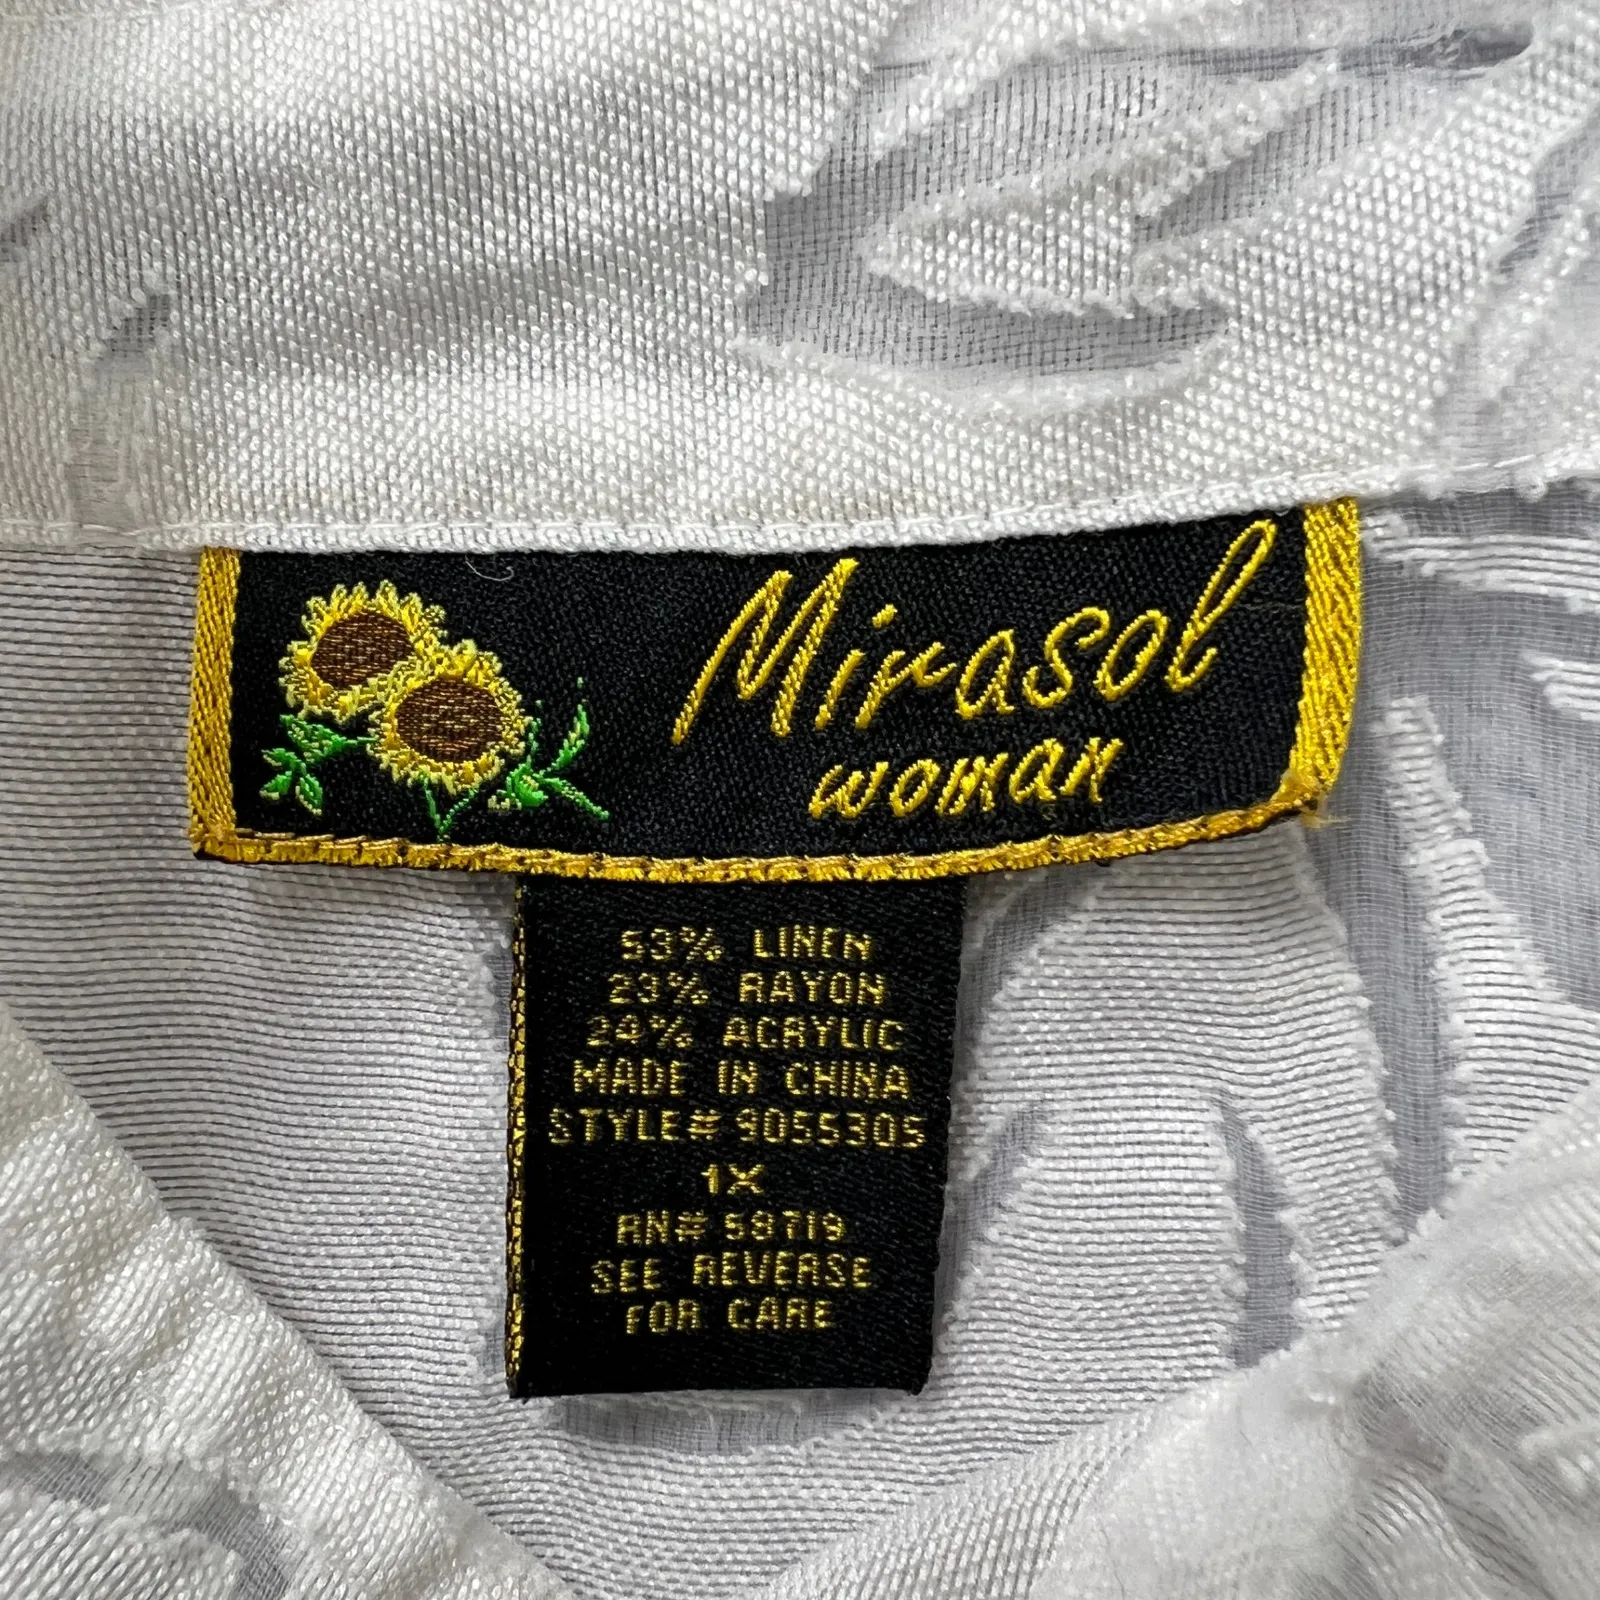 Mirasol
woman
53% LINEN
23% RAYON
24% ACRYLIC
MADE IN CHINA
STYLE# 9055305
1X
RN# 58719
SEE REVERSE
FOR CARE